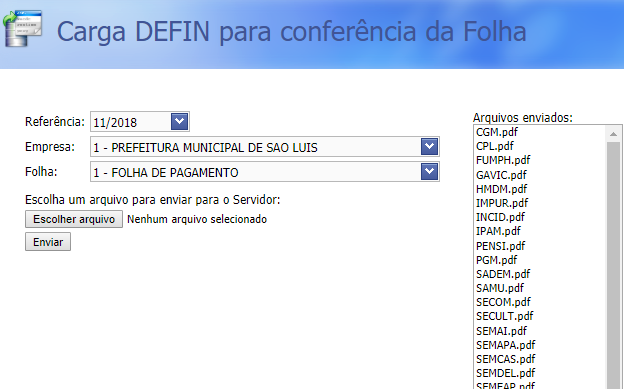 Carga DEFIN para conferência da Folha
Referência: 11/2018
Empresa: 1 - PREFEITURA MUNICIPAL DE SAO LUIS
Folha: 1 - FOLHA DE PAGAMENTO
Escolha um arquivo para enviar para o Servidor:
Escolher arquivo Nenhum arquivo selecionado
Enviar
Arquivos enviados:
CGM.pdf
CPL.pdf
FUMPH.pdf
GAVIC.pdf
HMDM.pdf
IMPUR.pdf
INCID.pdf
IPAM.pdf
PENSI.pdf
PGM.pdf
SADEM.pdf
SAMU.pdf
SECOM.pdf
SECULT.pdf
SEMAI.pdf
SEMAPA.pdf
SEMCAS.pdf
SEMDEL.pdf
SEMEAP.pdf